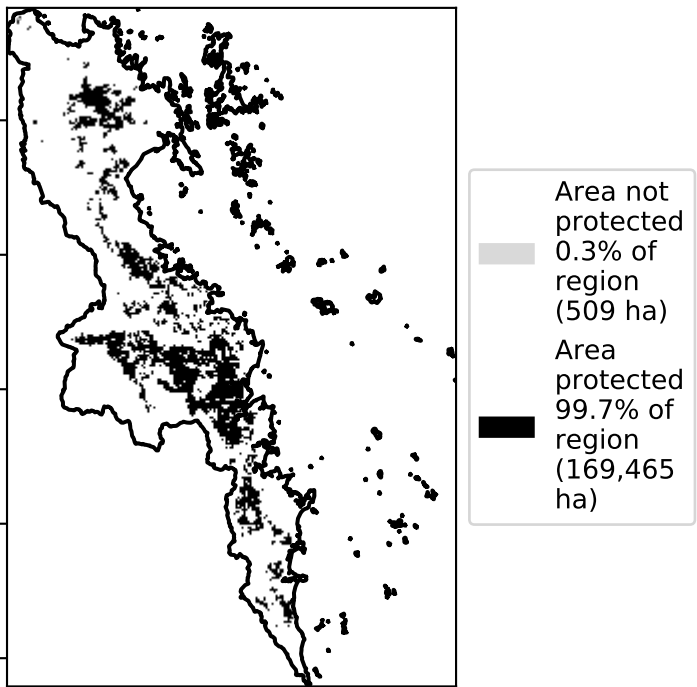 Area not
protected
0.3% of
region
(509 ha)
Area
protected
99.7% of
region
(169,465
ha)